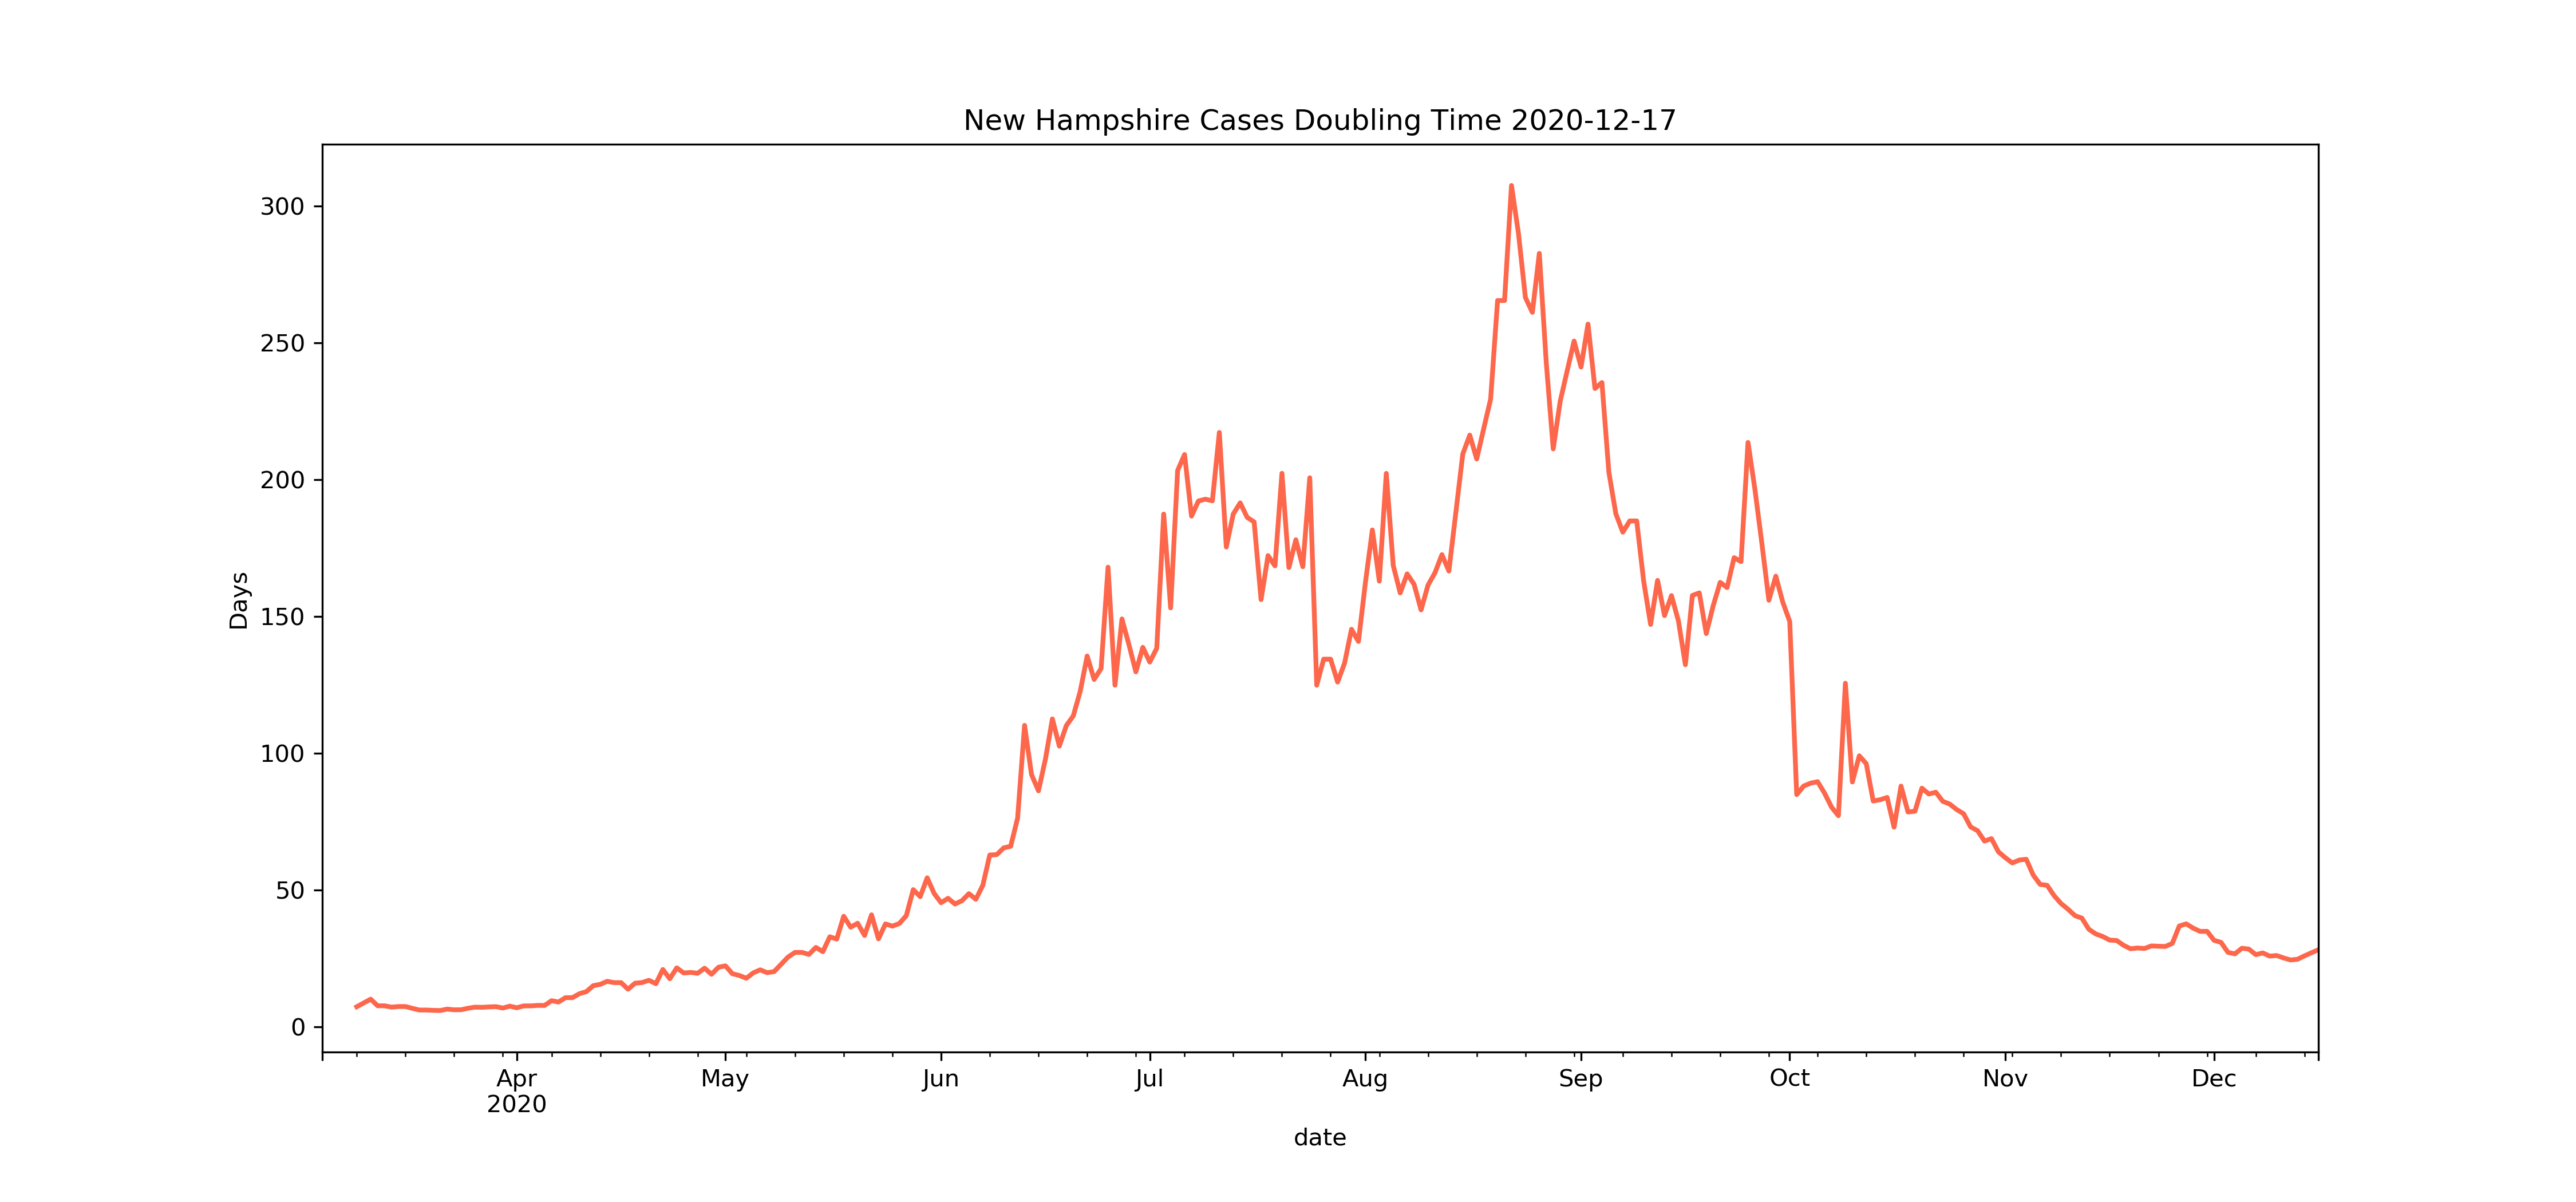 New Hampshire Cases Doubling Time 2020-12-17
300
250
200
150
100
50
0
Days
Apr May Jun Jul Aug Sep Oct Nov Dec
2020
date